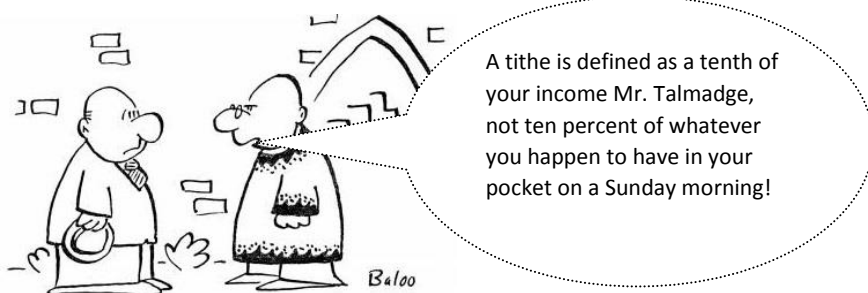 A tithe is defined as a tenth of
your income Mr. Talmadge,
not ten percent of whatever
you happen to have in your
pocket on a Sunday morning!
Baloo